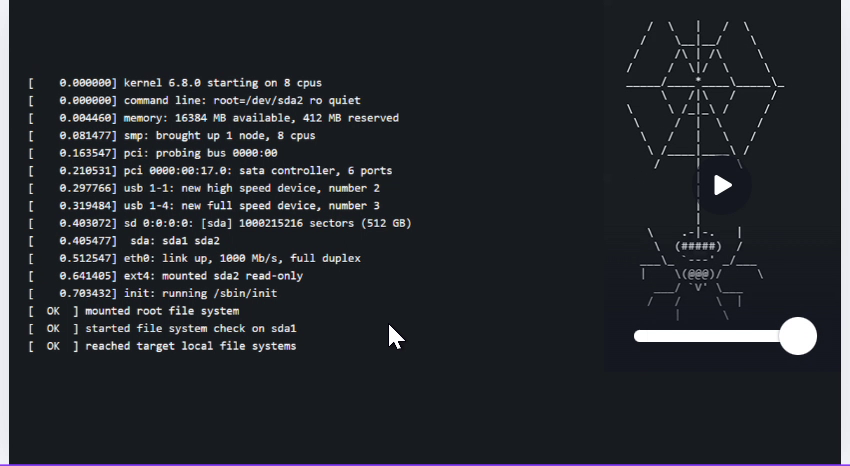 [    0.000000] kernel 6.8.0 starting on 8 cpus
[    0.000000] command line: root=/dev/sda2 ro quiet
[    0.004460] memory: 16384 MB available, 412 MB reserved
[    0.081477] smp: brought up 1 node, 8 cpus
[    0.163547] pci: probing bus 0000:00
[    0.210531] pci 0000:00:17.0: sata controller, 6 ports
[    0.297766] usb 1-1: new high speed device, number 2
[    0.319484] usb 1-4: new full speed device, number 3
[    0.403072] sd 0:0:0:0: [sda] 1000215216 sectors (512 GB)
[    0.405477]  sda: sda1 sda2
[    0.512547] eth0: link up, 1000 Mb/s, full duplex
[    0.641405] ext4: mounted sda2 read-only
[    0.703432] init: running /sbin/init
[  OK  ] mounted root file system
[  OK  ] started file system check on sda1
[  OK  ] reached target local file systems